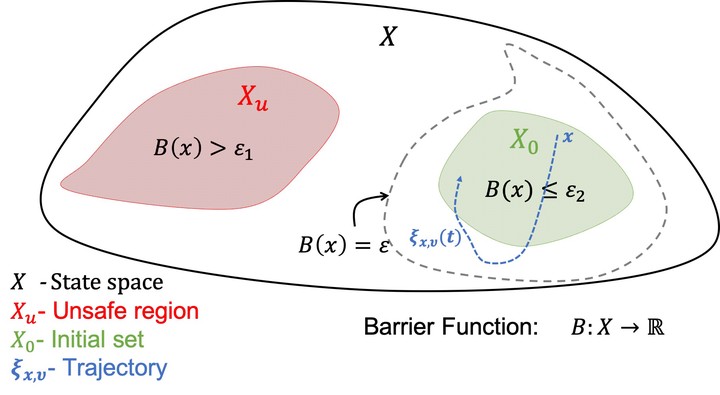 X
X_u
B(x) > ε_1
X_0
x
B(x) ≤ ε_2
ξ_{x,υ}(t)
B(x) = ε
X - State space
X_u- Unsafe region
X_0- Initial set
ξ_{x,υ}- Trajectory
Barrier Function: B: X → ℝ